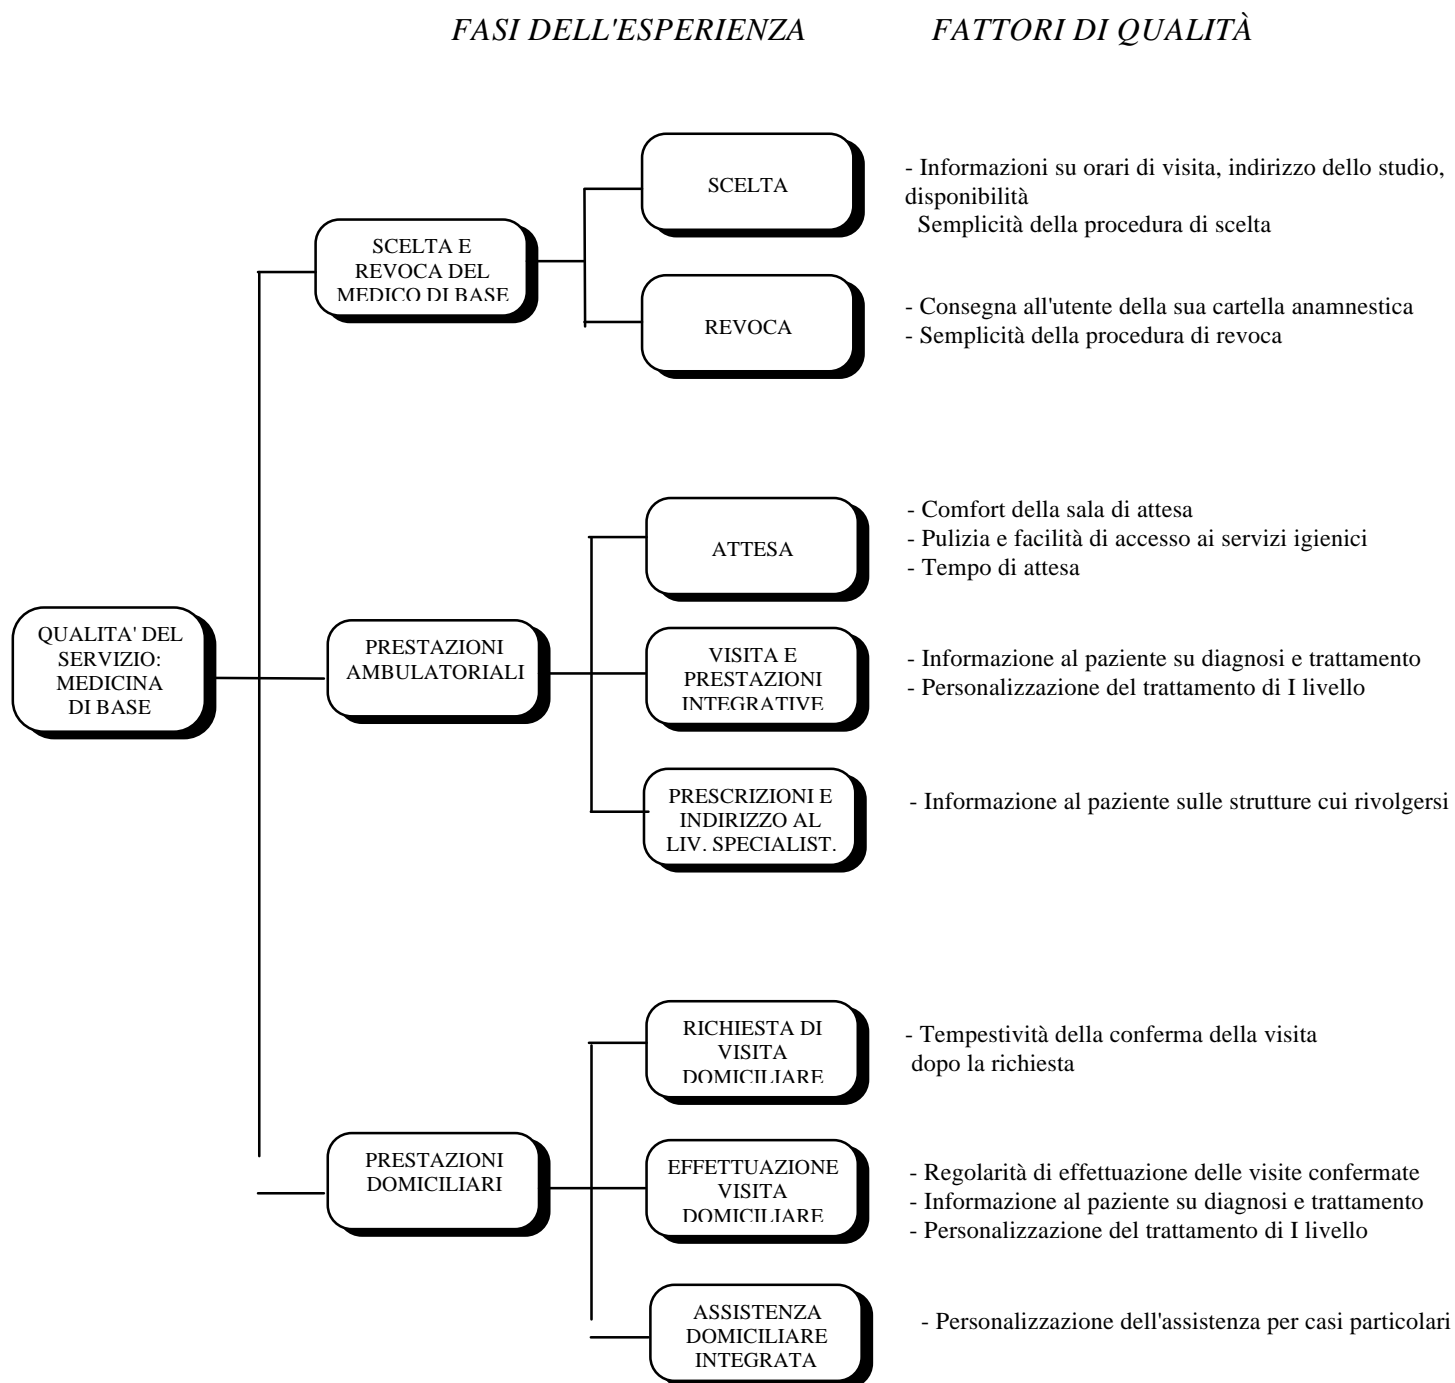 FASI DELL'ESPERIENZA FATTORI DI QUALITÀ
SCELTA
- Informazioni su orari di visita, indirizzo dello studio,
disponibilità
Semplicità della procedura di scelta
SCELTA E
REVOCA DEL
MEDICO DI BASE
REVOCA
- Consegna all'utente della sua cartella anamnestica
- Semplicità della procedura di revoca
ATTESA
- Comfort della sala di attesa
- Pulizia e facilità di accesso ai servizi igienici
- Tempo di attesa
QUALITA' DEL
SERVIZIO:
MEDICINA
DI BASE
PRESTAZIONI
AMBULATORIALI
VISITA E
PRESTAZIONI
INTEGRATIVE
- Informazione al paziente su diagnosi e trattamento
- Personalizzazione del trattamento di I livello
PRESCRIZIONI E
INDIRIZZO AL
LIV. SPECIALIST.
- Informazione al paziente sulle strutture cui rivolgersi
RICHIESTA DI
VISITA
DOMICILIARE
- Tempestività della conferma della visita
dopo la richiesta
PRESTAZIONI
DOMICILIARI
EFFETTUAZIONE
VISITA
DOMICILIARE
- Regolarità di effettuazione delle visite confermate
- Informazione al paziente su diagnosi e trattamento
- Personalizzazione del trattamento di I livello
ASSISTENZA
DOMICILIARE
INTEGRATA
- Personalizzazione dell'assistenza per casi particolari